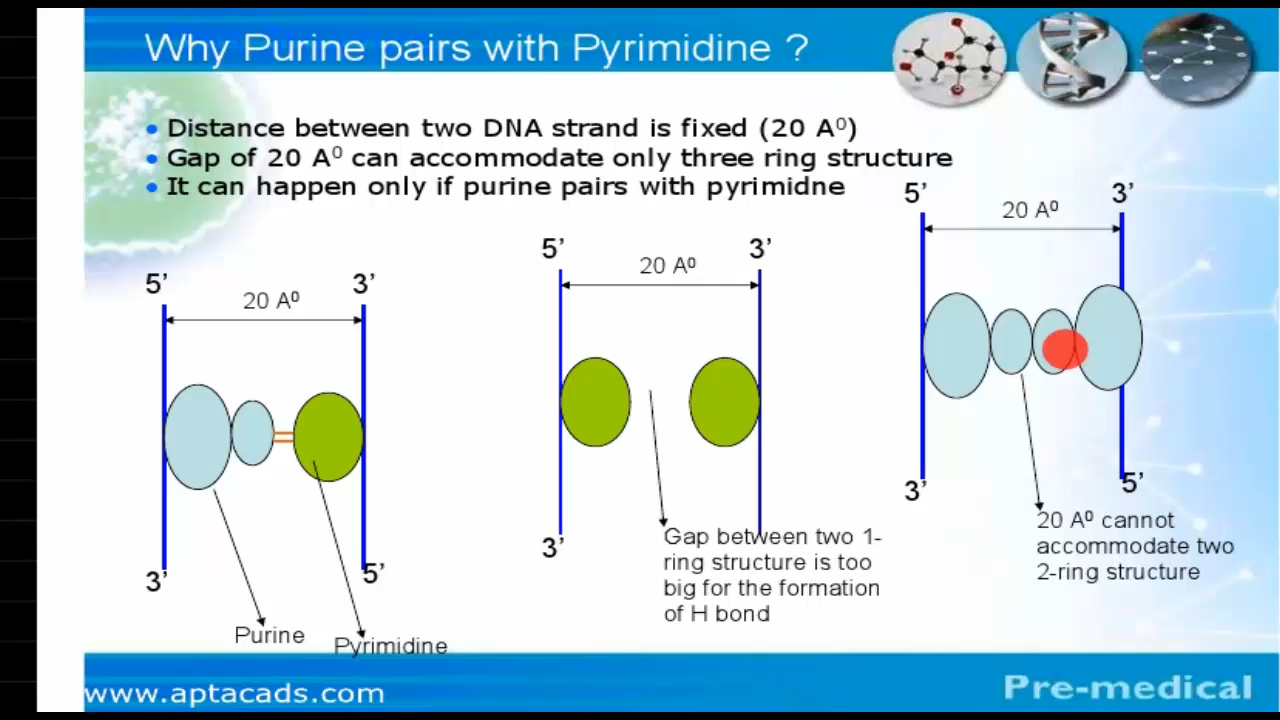 Why Purine pairs with Pyrimidine ?
• Distance between two DNA strand is fixed (20 A⁰)
• Gap of 20 A⁰ can accommodate only three ring structure
• It can happen only if purine pairs with pyrimidne
5’ 3’
20 A⁰
3’ 5’
Purine
Pyrimidine
5’ 3’
20 A⁰
3’
Gap between two 1-
ring structure is too
big for the formation
of H bond
5’ 3’
20 A⁰
3’ 5’
20 A⁰ cannot
accommodate two
2-ring structure
www.aptacads.com
Pre-medical